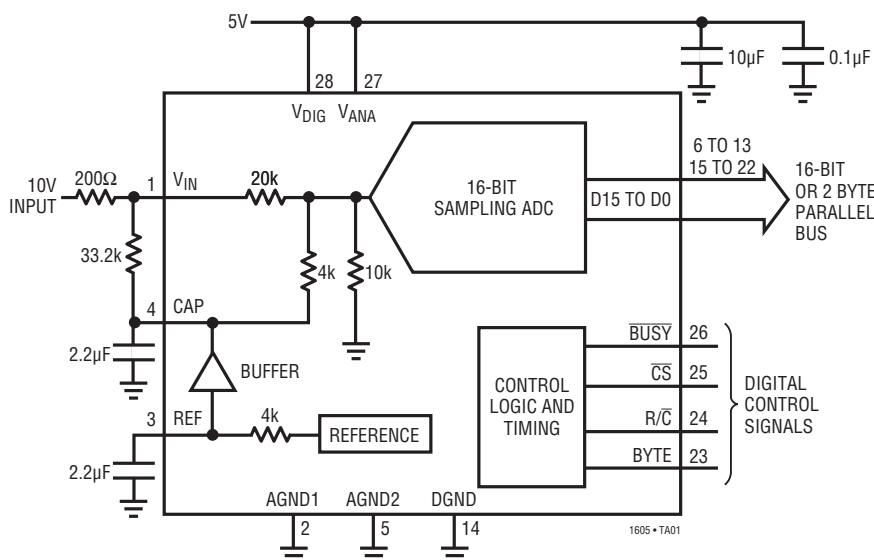 5V
10µF
0.1µF
28
27
VDIG
VANA
6 TO 13
15 TO 22
200Ω
1
VIN
20k
10V
INPUT
16-BIT
SAMPLING ADC
D15 TO D0
16-BIT
OR 2 BYTE
PARALLEL
BUS
33.2k
4k
10k
4
CAP
2.2µF
BUFFER
BUSY
26
CS
25
R/C
24
BYTE
23
CONTROL
LOGIC AND
TIMING
DIGITAL
CONTROL
SIGNALS
3
REF
4k
REFERENCE
2.2µF
AGND1
AGND2
DGND
2
5
14
1605 • TA01